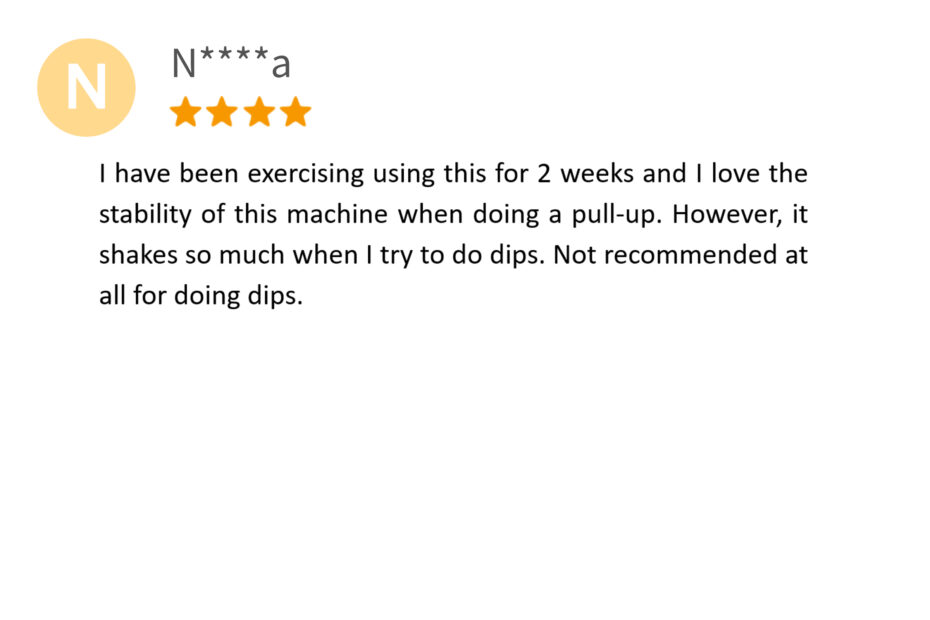 N
N****a
I have been exercising using this for 2 weeks and I love the
stability of this machine when doing a pull-up. However, it
shakes so much when I try to do dips. Not recommended at
all for doing dips.